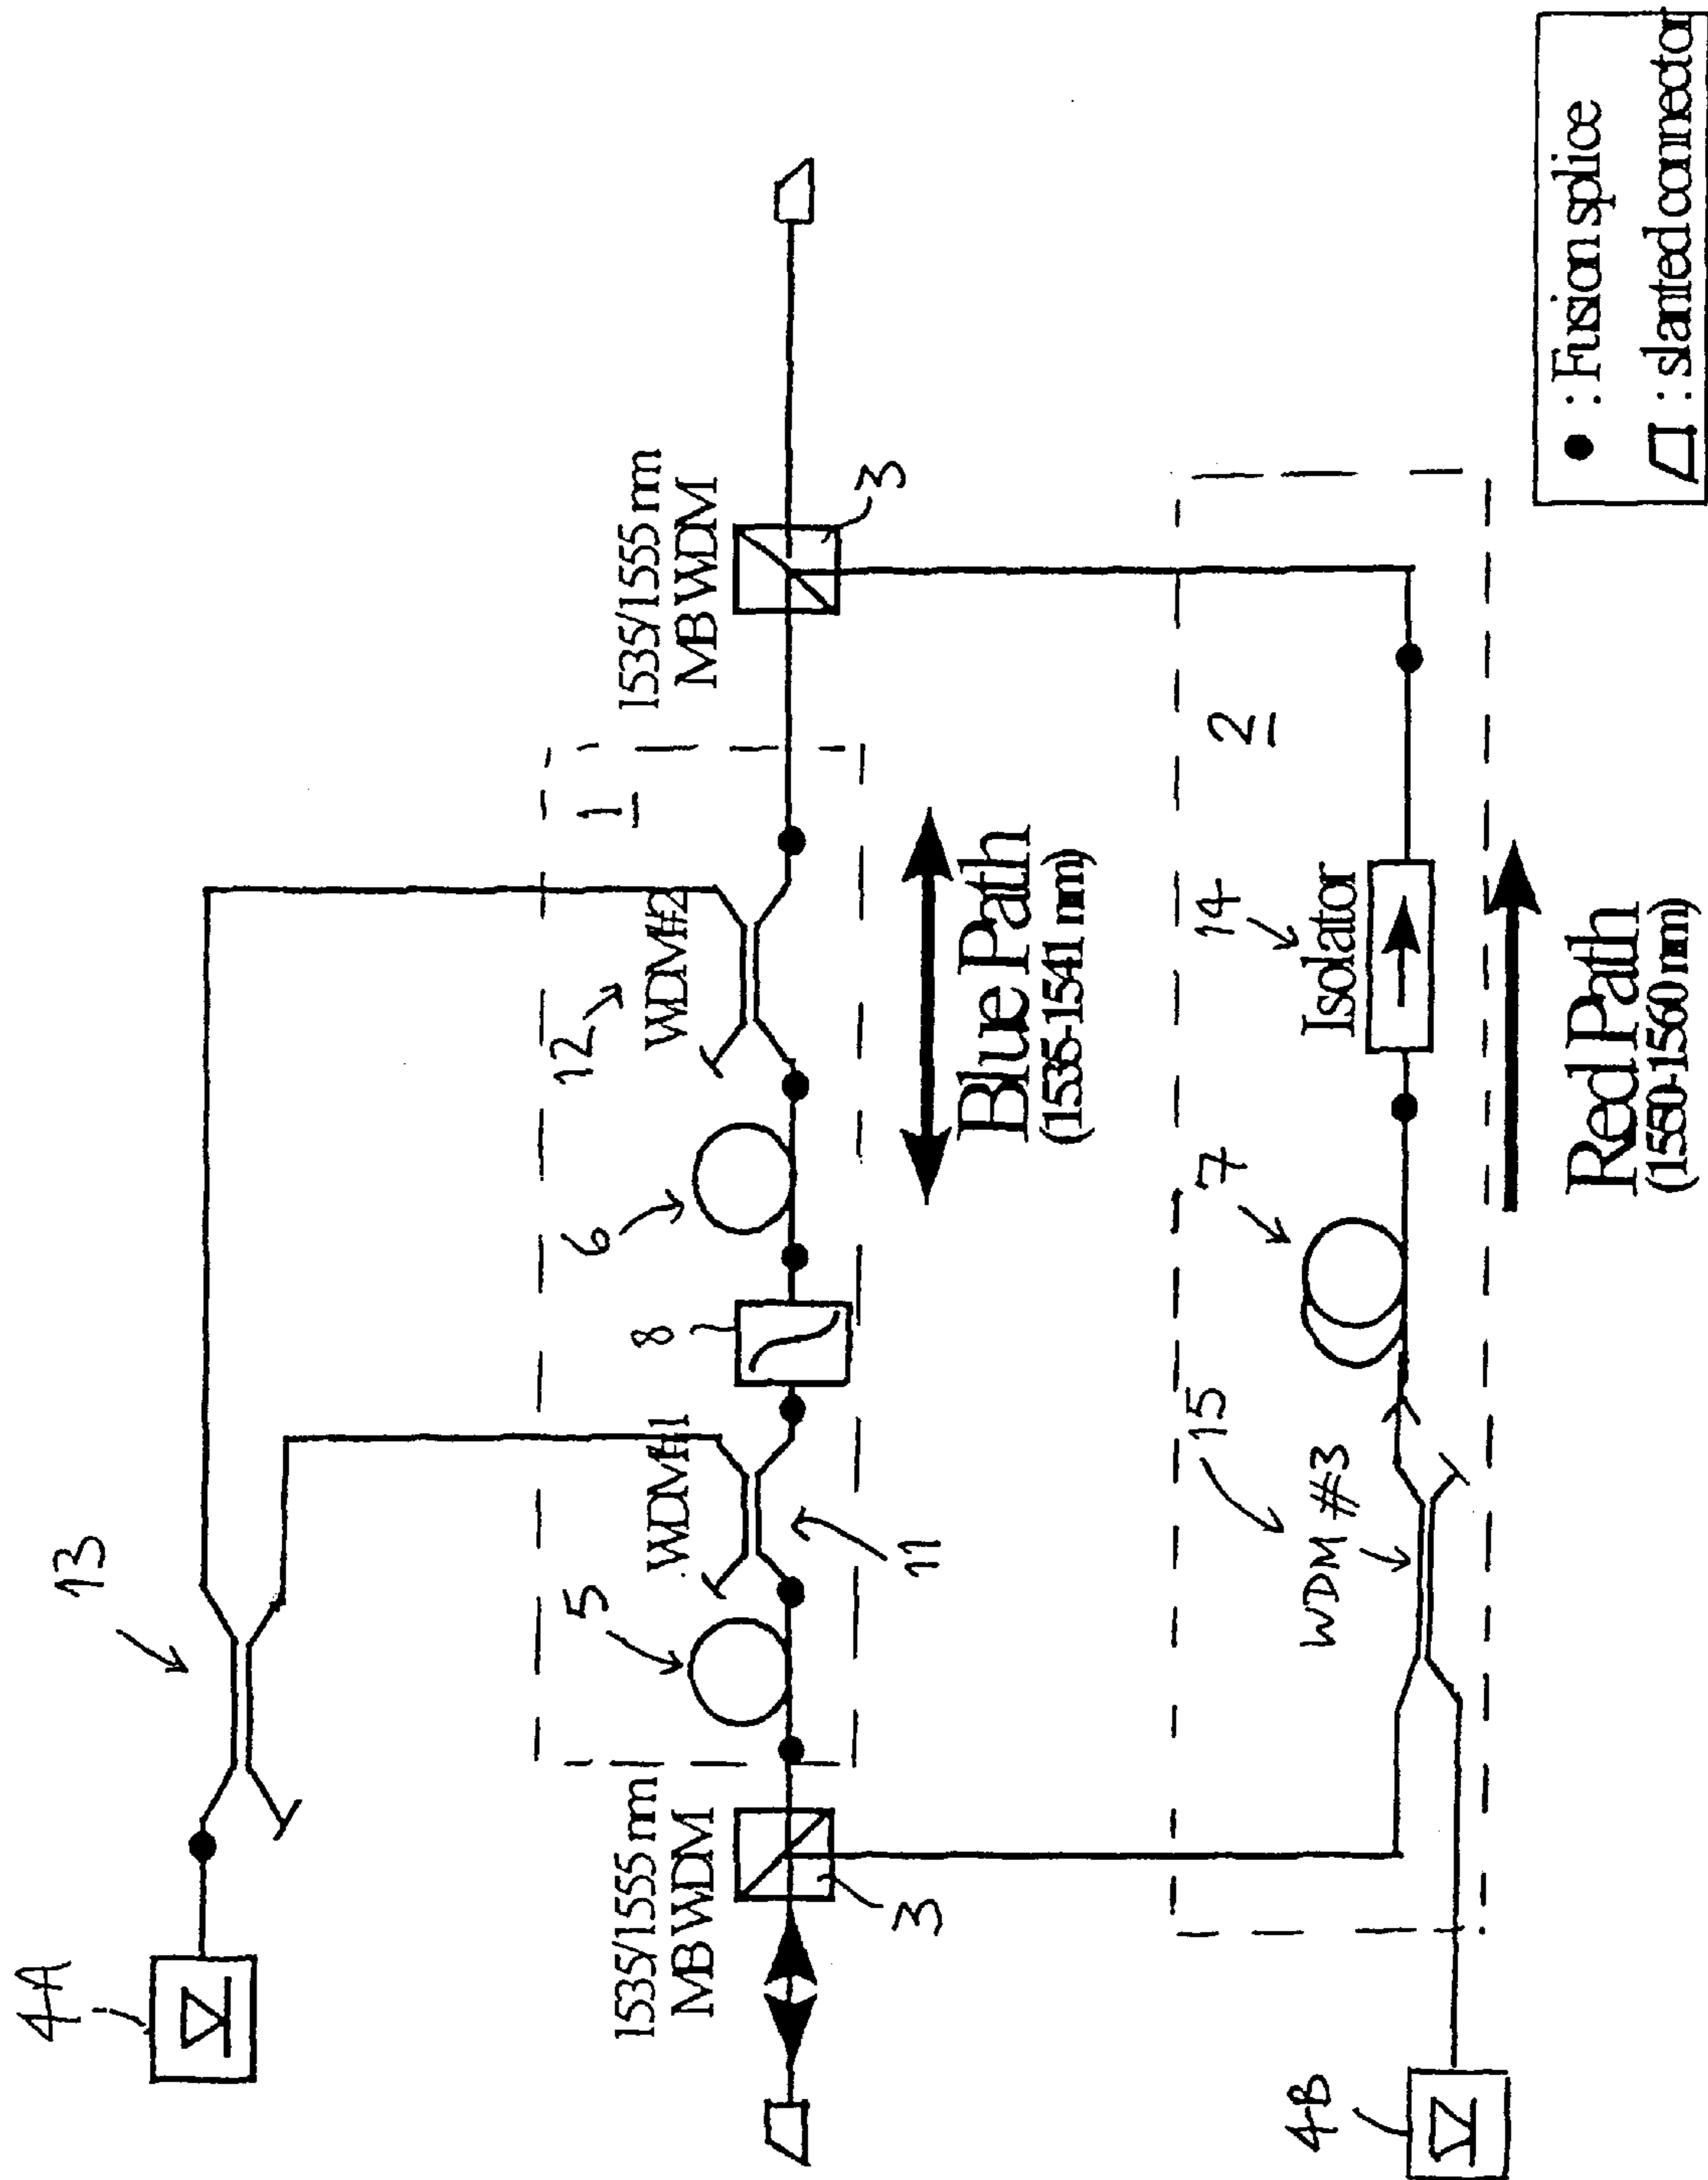 4A
13
12
WDM#2
1
WDM#1
5
11
8
6
1535/1555 nm
MB WDM
3
1535/1555 nm
MB WDM
3
Blue Path
(1535-1541 nm)
15
WDM #3
7
14
Isolator
2
4B
Red Path
(1550-1560 nm)
: Fusion splice
: slanted connector